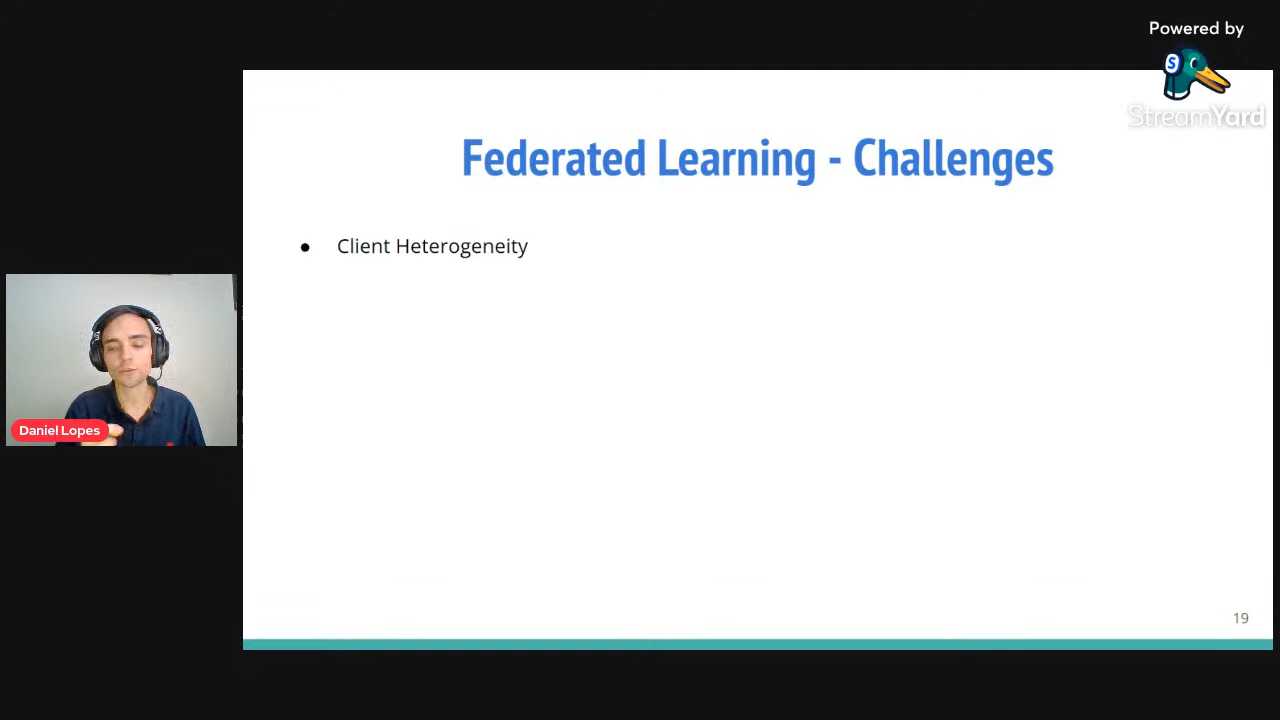 Powered by
S
StreamYard
Federated Learning - Challenges
● Client Heterogeneity
Daniel Lopes
19